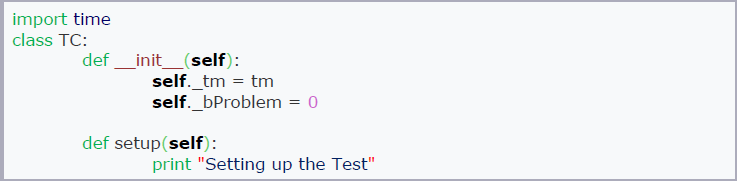 import time
class TC:
def __init__(self):
self._tm = tm
self._bProblem = 0
def setup(self):
print "Setting up the Test"